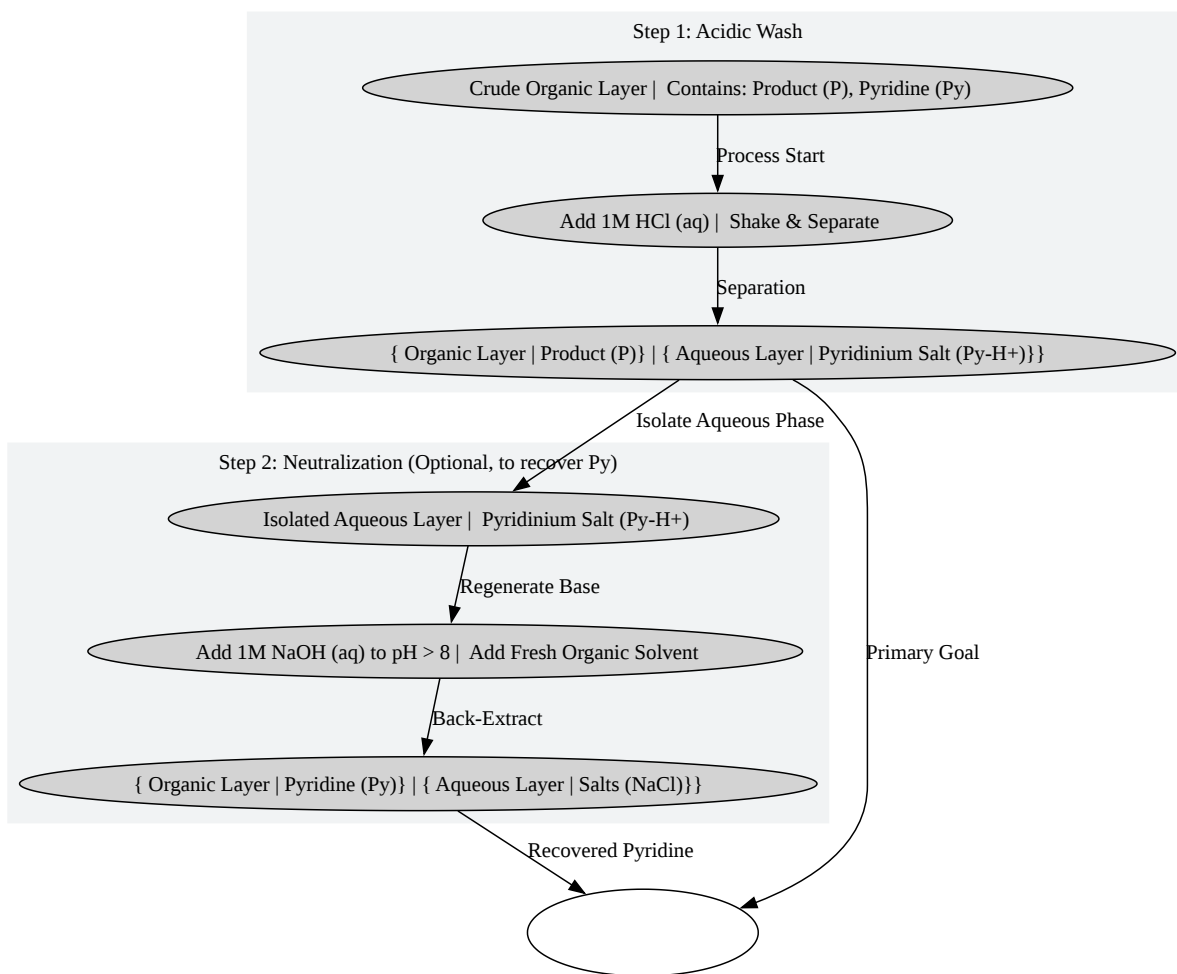 Step 1: Acidic Wash
Crude Organic Layer | Contains: Product (P), Pyridine (Py)
Process Start
Add 1M HCl (aq) | Shake & Separate
Separation
{ Organic Layer | Product (P)} | { Aqueous Layer | Pyridinium Salt (Py-H+)}}
Isolate Aqueous Phase
Step 2: Neutralization (Optional, to recover Py)
Isolated Aqueous Layer | Pyridinium Salt (Py-H+)
Regenerate Base
Add 1M NaOH (aq) to pH > 8 | Add Fresh Organic Solvent
Primary Goal
Back-Extract
{ Organic Layer | Pyridine (Py)} | { Aqueous Layer | Salts (NaCl)}}
Recovered Pyridine